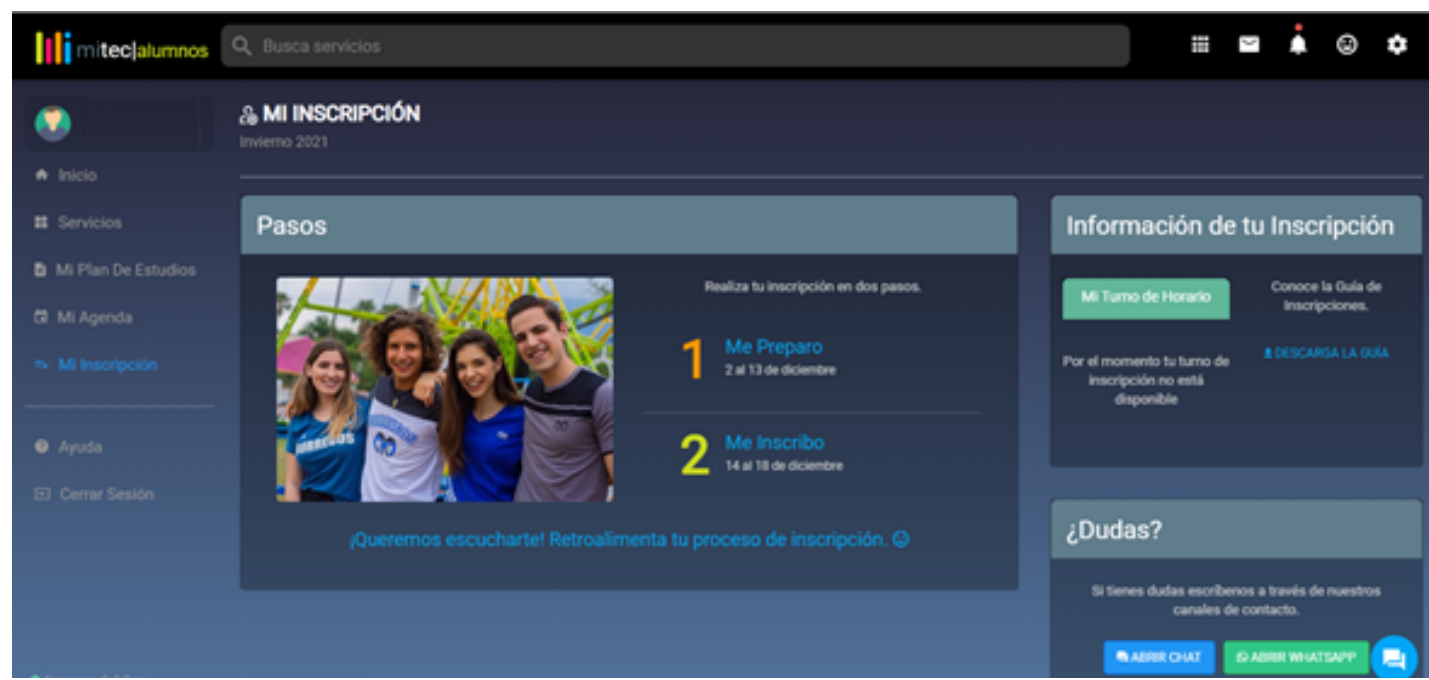 mitec|alumnos
Busca servicios
MI INSCRIPCIÓN
Invierno 2021
Inicio
Servicios
Mi Plan De Estudios
Mi Agenda
Mi Inscripción
Ayuda
Cerrar Sesión
Pasos
BORREGOS
Realiza tu inscripción en dos pasos.
1 Me Preparo
2 al 13 de diciembre
2 Me Inscribo
14 al 18 de diciembre
¡Queremos escucharte! Retroalimenta tu proceso de inscripción.
Información de tu Inscripción
Mi Turno de Horario
Por el momento tu turno de
inscripción no está
disponible
Conoce la Guía de
Inscripciones.
DESCARGA LA GUÍA
¿Dudas?
Si tienes dudas escríbenos a través de nuestros
canales de contacto.
ABRIR CHAT
ABRIR WHATSAPP